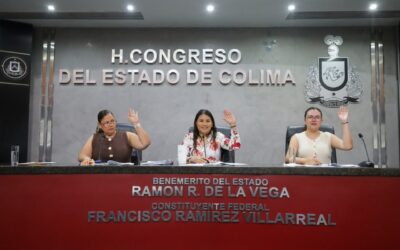 H. CONGRESO
DEL ESTADO DE COLIMA
BENEMERITO DEL ESTADO
RAMON R. DE LA VEGA
CONSTITUYENTE FEDERAL
FRANCISCO RAMIREZ VILLARREAL